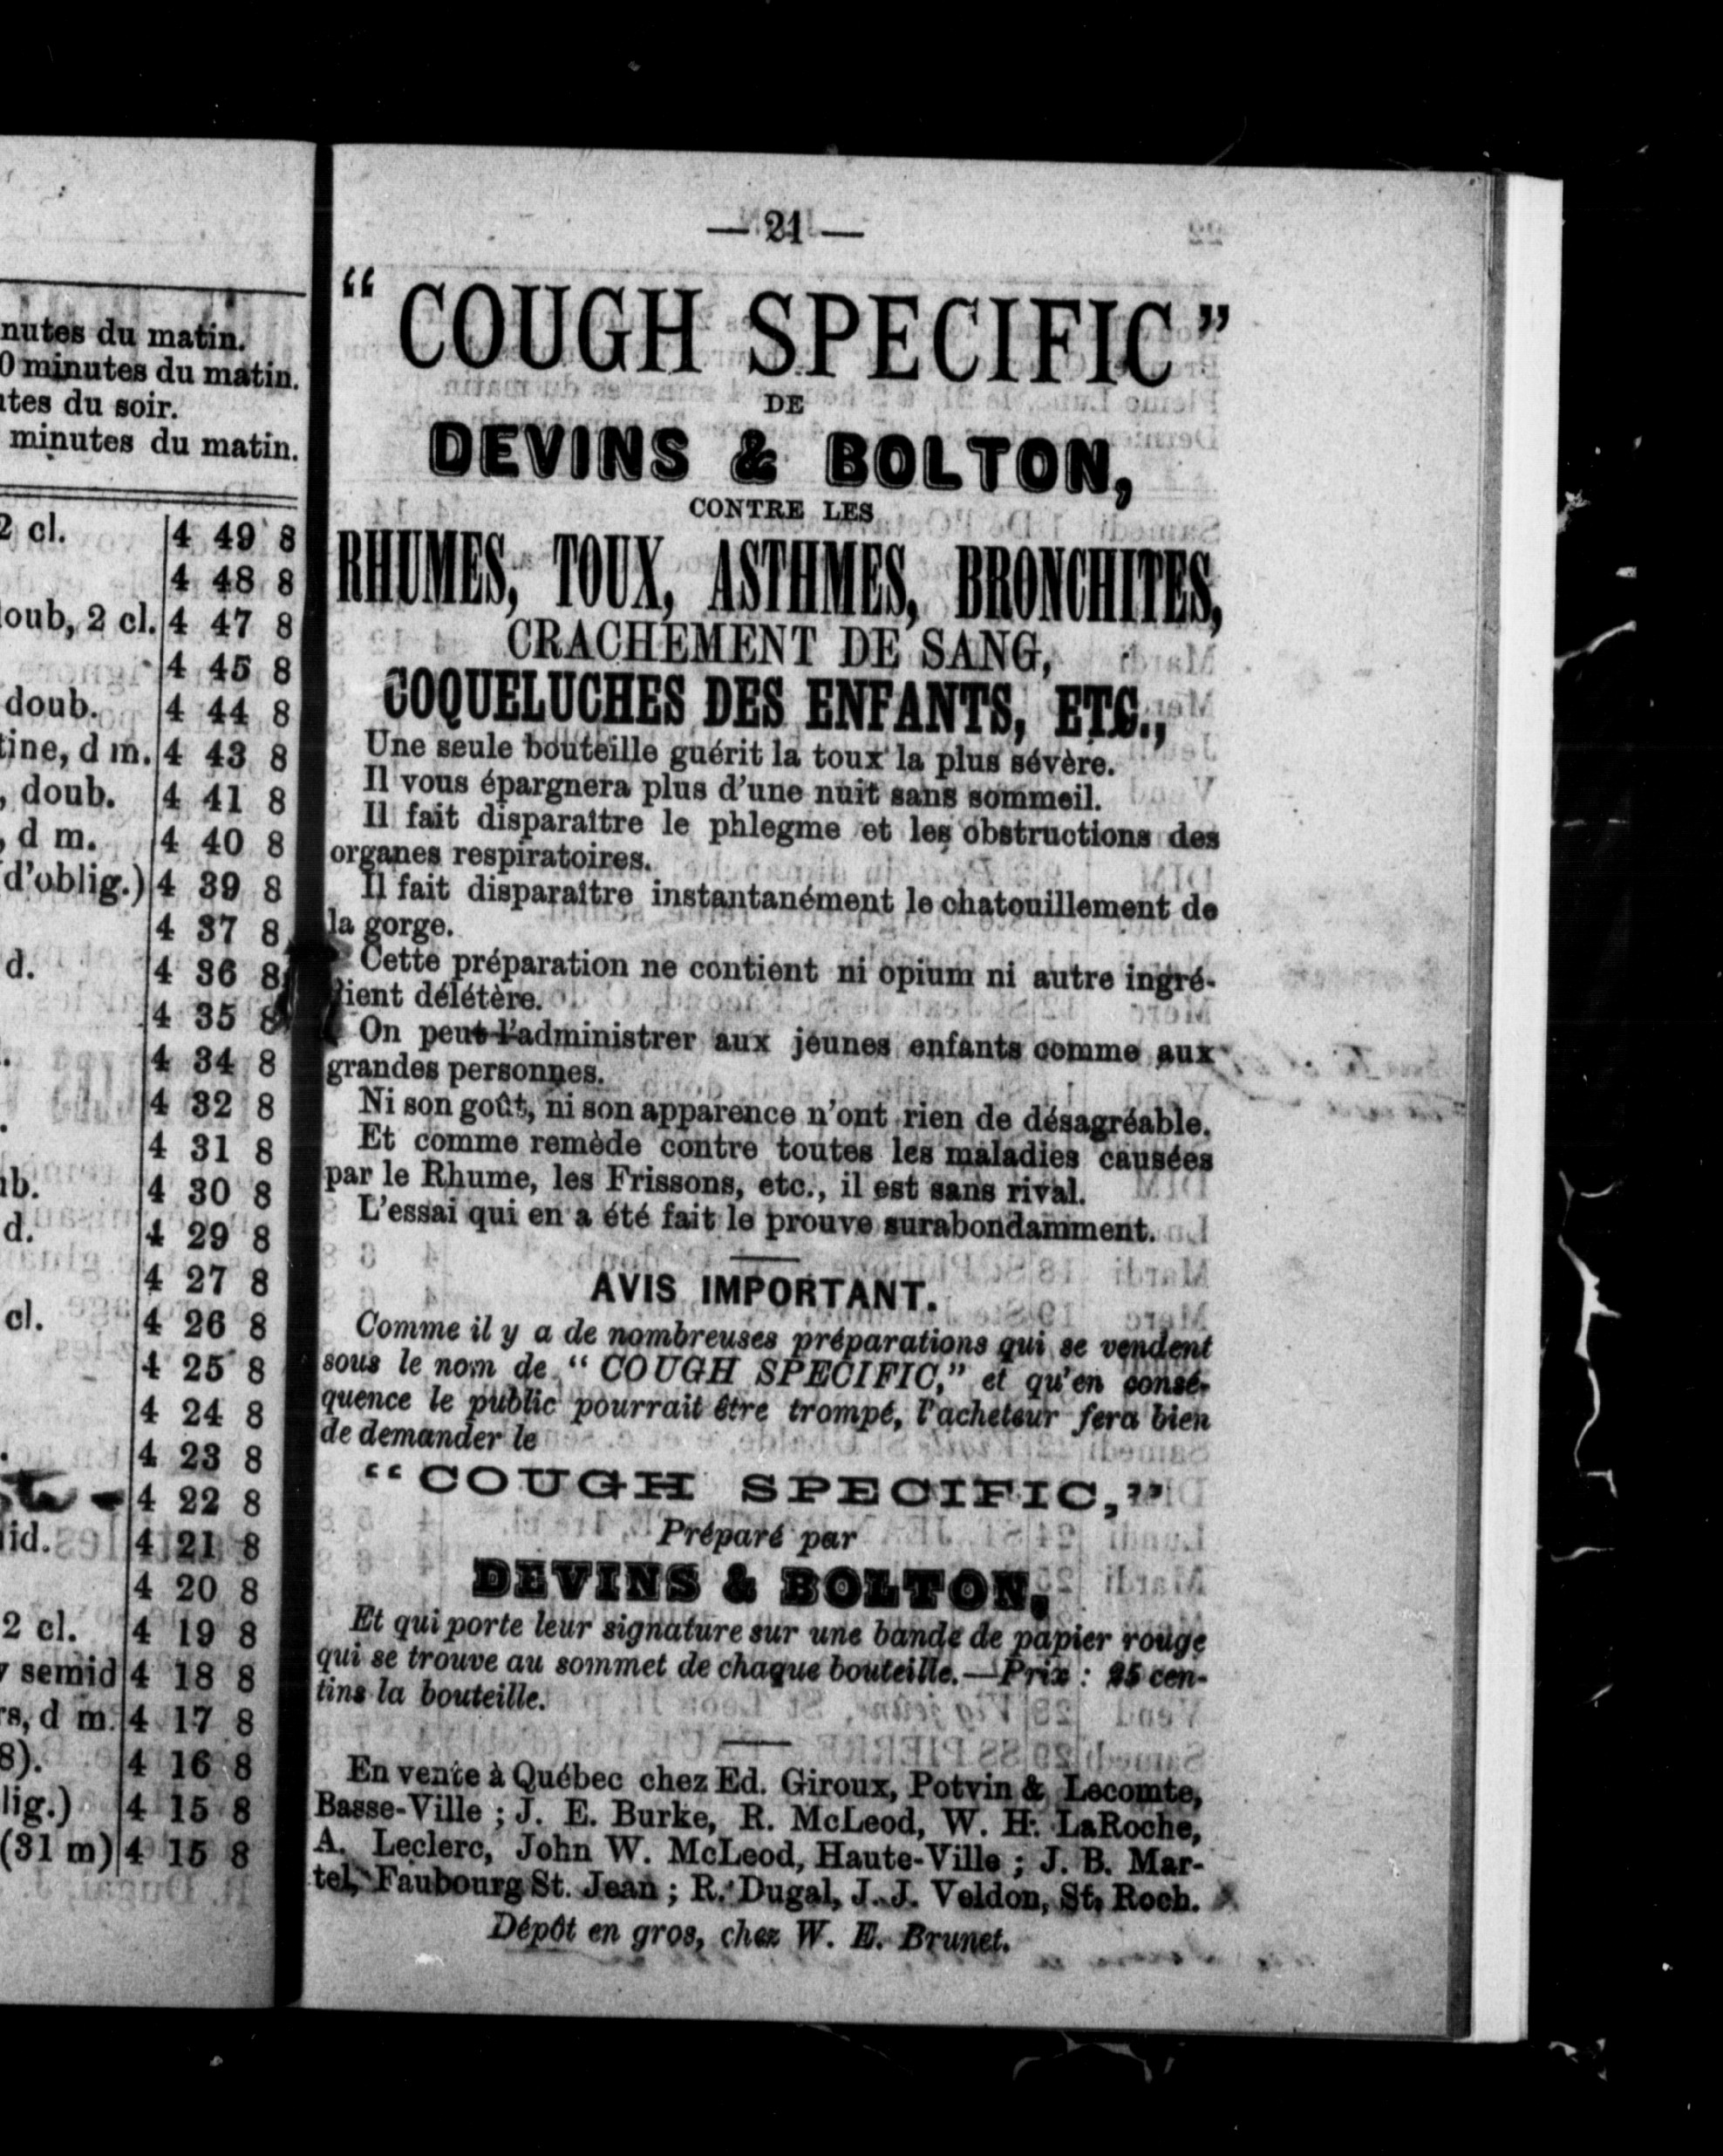 nutes du matin.
0 minutes du matin.
tes du soir.
minutes du matin.
2 cl. 4 49 8
4 48 8
doub, 2 cl. 4 47 8
4 45 8
doub. 4 44 8
tine, d m. 4 43 8
, doub. 4 41 8
, d m. 4 40 8
d'oblig.) 4 39 8
4 37 8
d. 4 36 8
4 35 8
. 4 34 8
4 32 8
4 31 8
b. 4 30 8
d. 4 29 8
4 27 8
cl. 4 26 8
4 25 8
4 24 8
. 4 23 8
4 22 8
id. 4 21 8
4 20 8
2 cl. 4 19 8
semid 4 18 8
rs, d m. 4 17 8
8). 4 16 8
lig.) 4 15 8
(31 m) 4 15 8
— 21 —
“COUGH SPECIFIC”
DE
DEVINS & BOLTON,
CONTRE LES
RHUMES, TOUX, ASTHMES, BRONCHITES,
CRACHEMENT DE SANG,
COQUELUCHES DES ENFANTS, ETC.,
Une seule bouteille guérit la toux la plus sévère.
Il vous épargnera plus d'une nuit sans sommeil.
Il fait disparaître le phlegme et les obstructions des
organes respiratoires.
Il fait disparaître instantanément le chatouillement de
la gorge.
Cette préparation ne contient ni opium ni autre ingré-
dient délétère.
On peut l'administrer aux jeunes enfants comme aux
grandes personnes.
Ni son goût, ni son apparence n'ont rien de désagréable.
Et comme remède contre toutes les maladies causées
par le Rhume, les Frissons, etc., il est sans rival.
L'essai qui en a été fait le prouve surabondamment.
AVIS IMPORTANT.
Comme il y a de nombreuses préparations qui se vendent
sous le nom de “COUGH SPECIFIC,” et qu'en consé-
quence le public pourrait être trompé, l'acheteur fera bien
de demander le
“COUGH SPECIFIC,”
Préparé par
DEVINS & BOLTON,
Et qui porte leur signature sur une bande de papier rouge
qui se trouve au sommet de chaque bouteille.—Prix : 25 cen-
tins la bouteille.
En vente à Québec chez Ed. Giroux, Potvin & Lecomte,
Basse-Ville ; J. E. Burke, R. McLeod, W. H. LaRoche,
A. Leclerc, John W. McLeod, Haute-Ville ; J. B. Mar-
tel, Faubourg St. Jean ; R. Dugal, J. J. Veldon, St. Roch.
Dépôt en gros, chez W. E. Brunet.